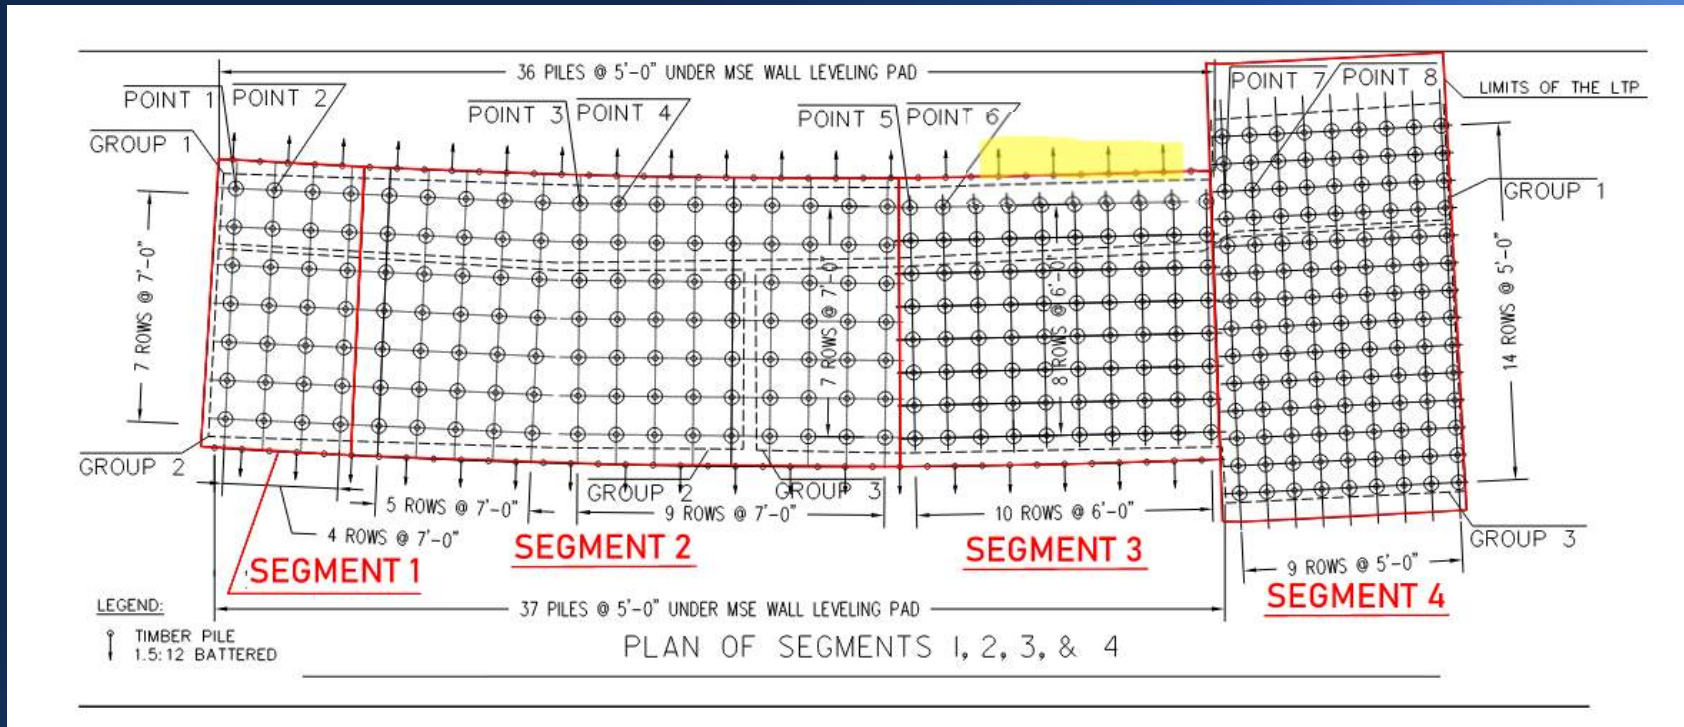 36 PILES @ 5'-0" UNDER MSE WALL LEVELING PAD
POINT 1
POINT 2
POINT 3
POINT 4
POINT 5
POINT 6
POINT 7
POINT 8
LIMITS OF THE LTP
GROUP 1
GROUP 1
7 ROWS @ 7'-0"
7 ROWS @ 7'-0"
8 ROWS @ 6'-0"
14 ROWS @ 5'-0"
GROUP 2
GROUP 2
GROUP 3
GROUP 3
5 ROWS @ 7'-0"
9 ROWS @ 7'-0"
10 ROWS @ 6'-0"
4 ROWS @ 7'-0"
9 ROWS @ 5'-0"
SEGMENT 1
SEGMENT 2
SEGMENT 3
SEGMENT 4
37 PILES @ 5'-0" UNDER MSE WALL LEVELING PAD
LEGEND:
TIMBER PILE
1.5:12 BATTERED
PLAN OF SEGMENTS 1, 2, 3, & 4